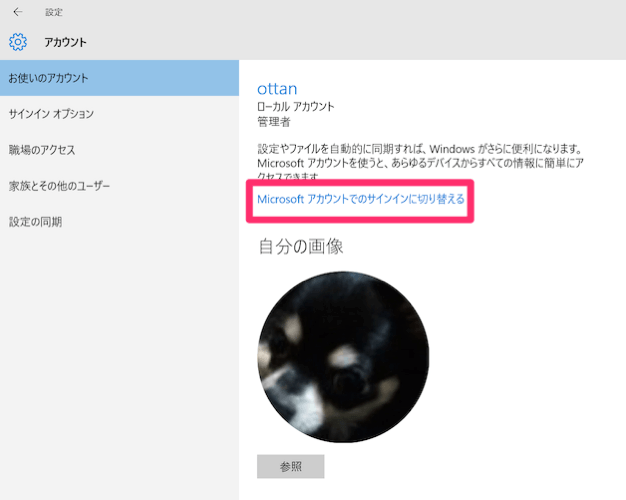 設定
アカウント
お使いのアカウント
サインイン オプション
職場のアクセス
家族とその他のユーザー
設定の同期
ottan
ローカル アカウント
管理者
設定やファイルを自動的に同期すれば、Windows がさらに便利になります。
Microsoft アカウントを使うと、あらゆるデバイスからすべての情報に簡単にア
クセスできます。
Microsoft アカウントでのサインインに切り替える
自分の画像
参照